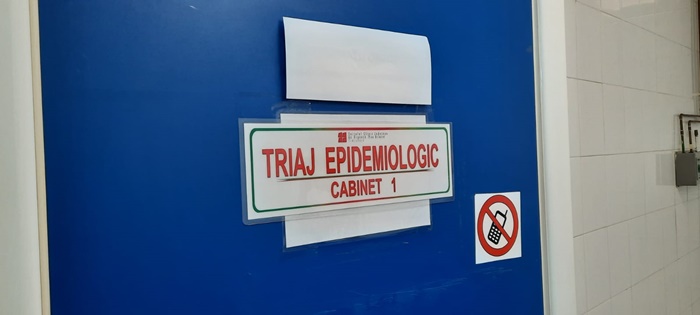 TRIAJ EPIDEMIOLOGIC
CABINET 1